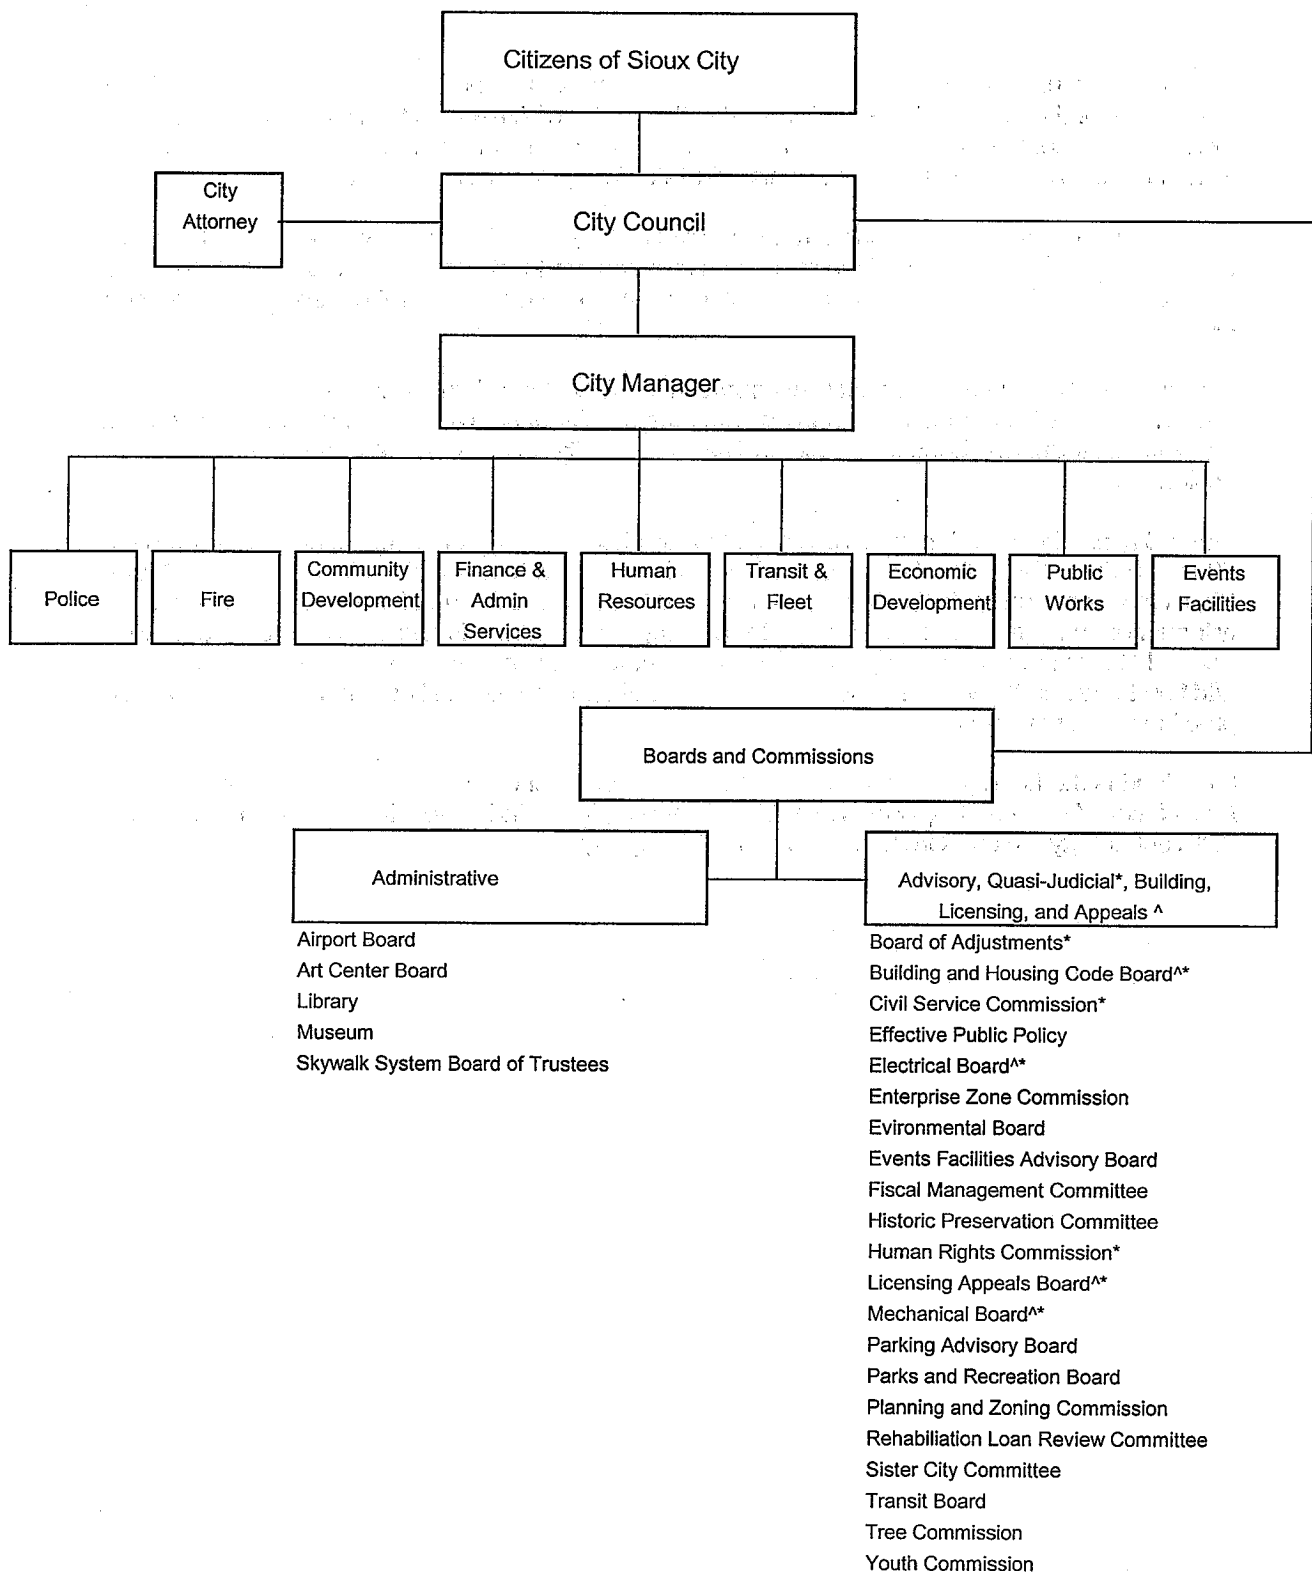 Citizens of Sioux City
City
Attorney
City Council
City Manager
Police
Fire
Community
Development
Finance &
Admin
Services
Human
Resources
Transit &
Fleet
Economic
Development
Public
Works
Events
Facilities
Boards and Commissions
Administrative
Airport Board
Art Center Board
Library
Museum
Skywalk System Board of Trustees
Advisory, Quasi-Judicial*, Building,
Licensing, and Appeals ^
Board of Adjustments*
Building and Housing Code Board^*
Civil Service Commission*
Effective Public Policy
Electrical Board^*
Enterprise Zone Commission
Evironmental Board
Events Facilities Advisory Board
Fiscal Management Committee
Historic Preservation Committee
Human Rights Commission*
Licensing Appeals Board^*
Mechanical Board^*
Parking Advisory Board
Parks and Recreation Board
Planning and Zoning Commission
Rehabiliation Loan Review Committee
Sister City Committee
Transit Board
Tree Commission
Youth Commission